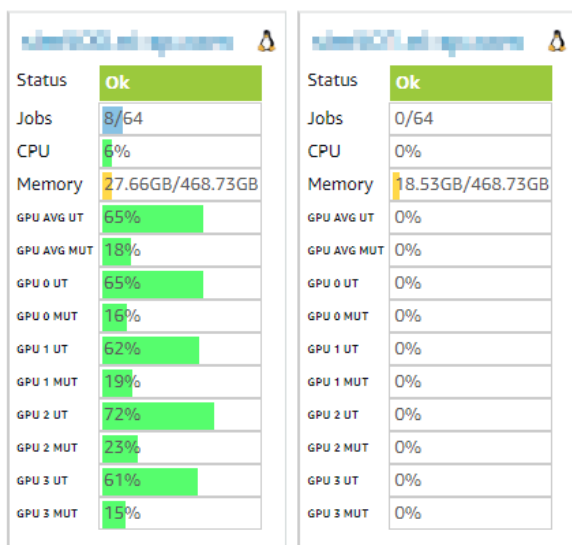 Status Ok
Jobs 8/64
CPU 6%
Memory 27.66GB/468.73GB
GPU AVG UT 65%
GPU AVG MUT 18%
GPU 0 UT 65%
GPU 0 MUT 16%
GPU 1 UT 62%
GPU 1 MUT 19%
GPU 2 UT 72%
GPU 2 MUT 23%
GPU 3 UT 61%
GPU 3 MUT 15%
Status Ok
Jobs 0/64
CPU 0%
Memory 18.53GB/468.73GB
GPU AVG UT 0%
GPU AVG MUT 0%
GPU 0 UT 0%
GPU 0 MUT 0%
GPU 1 UT 0%
GPU 1 MUT 0%
GPU 2 UT 0%
GPU 2 MUT 0%
GPU 3 UT 0%
GPU 3 MUT 0%